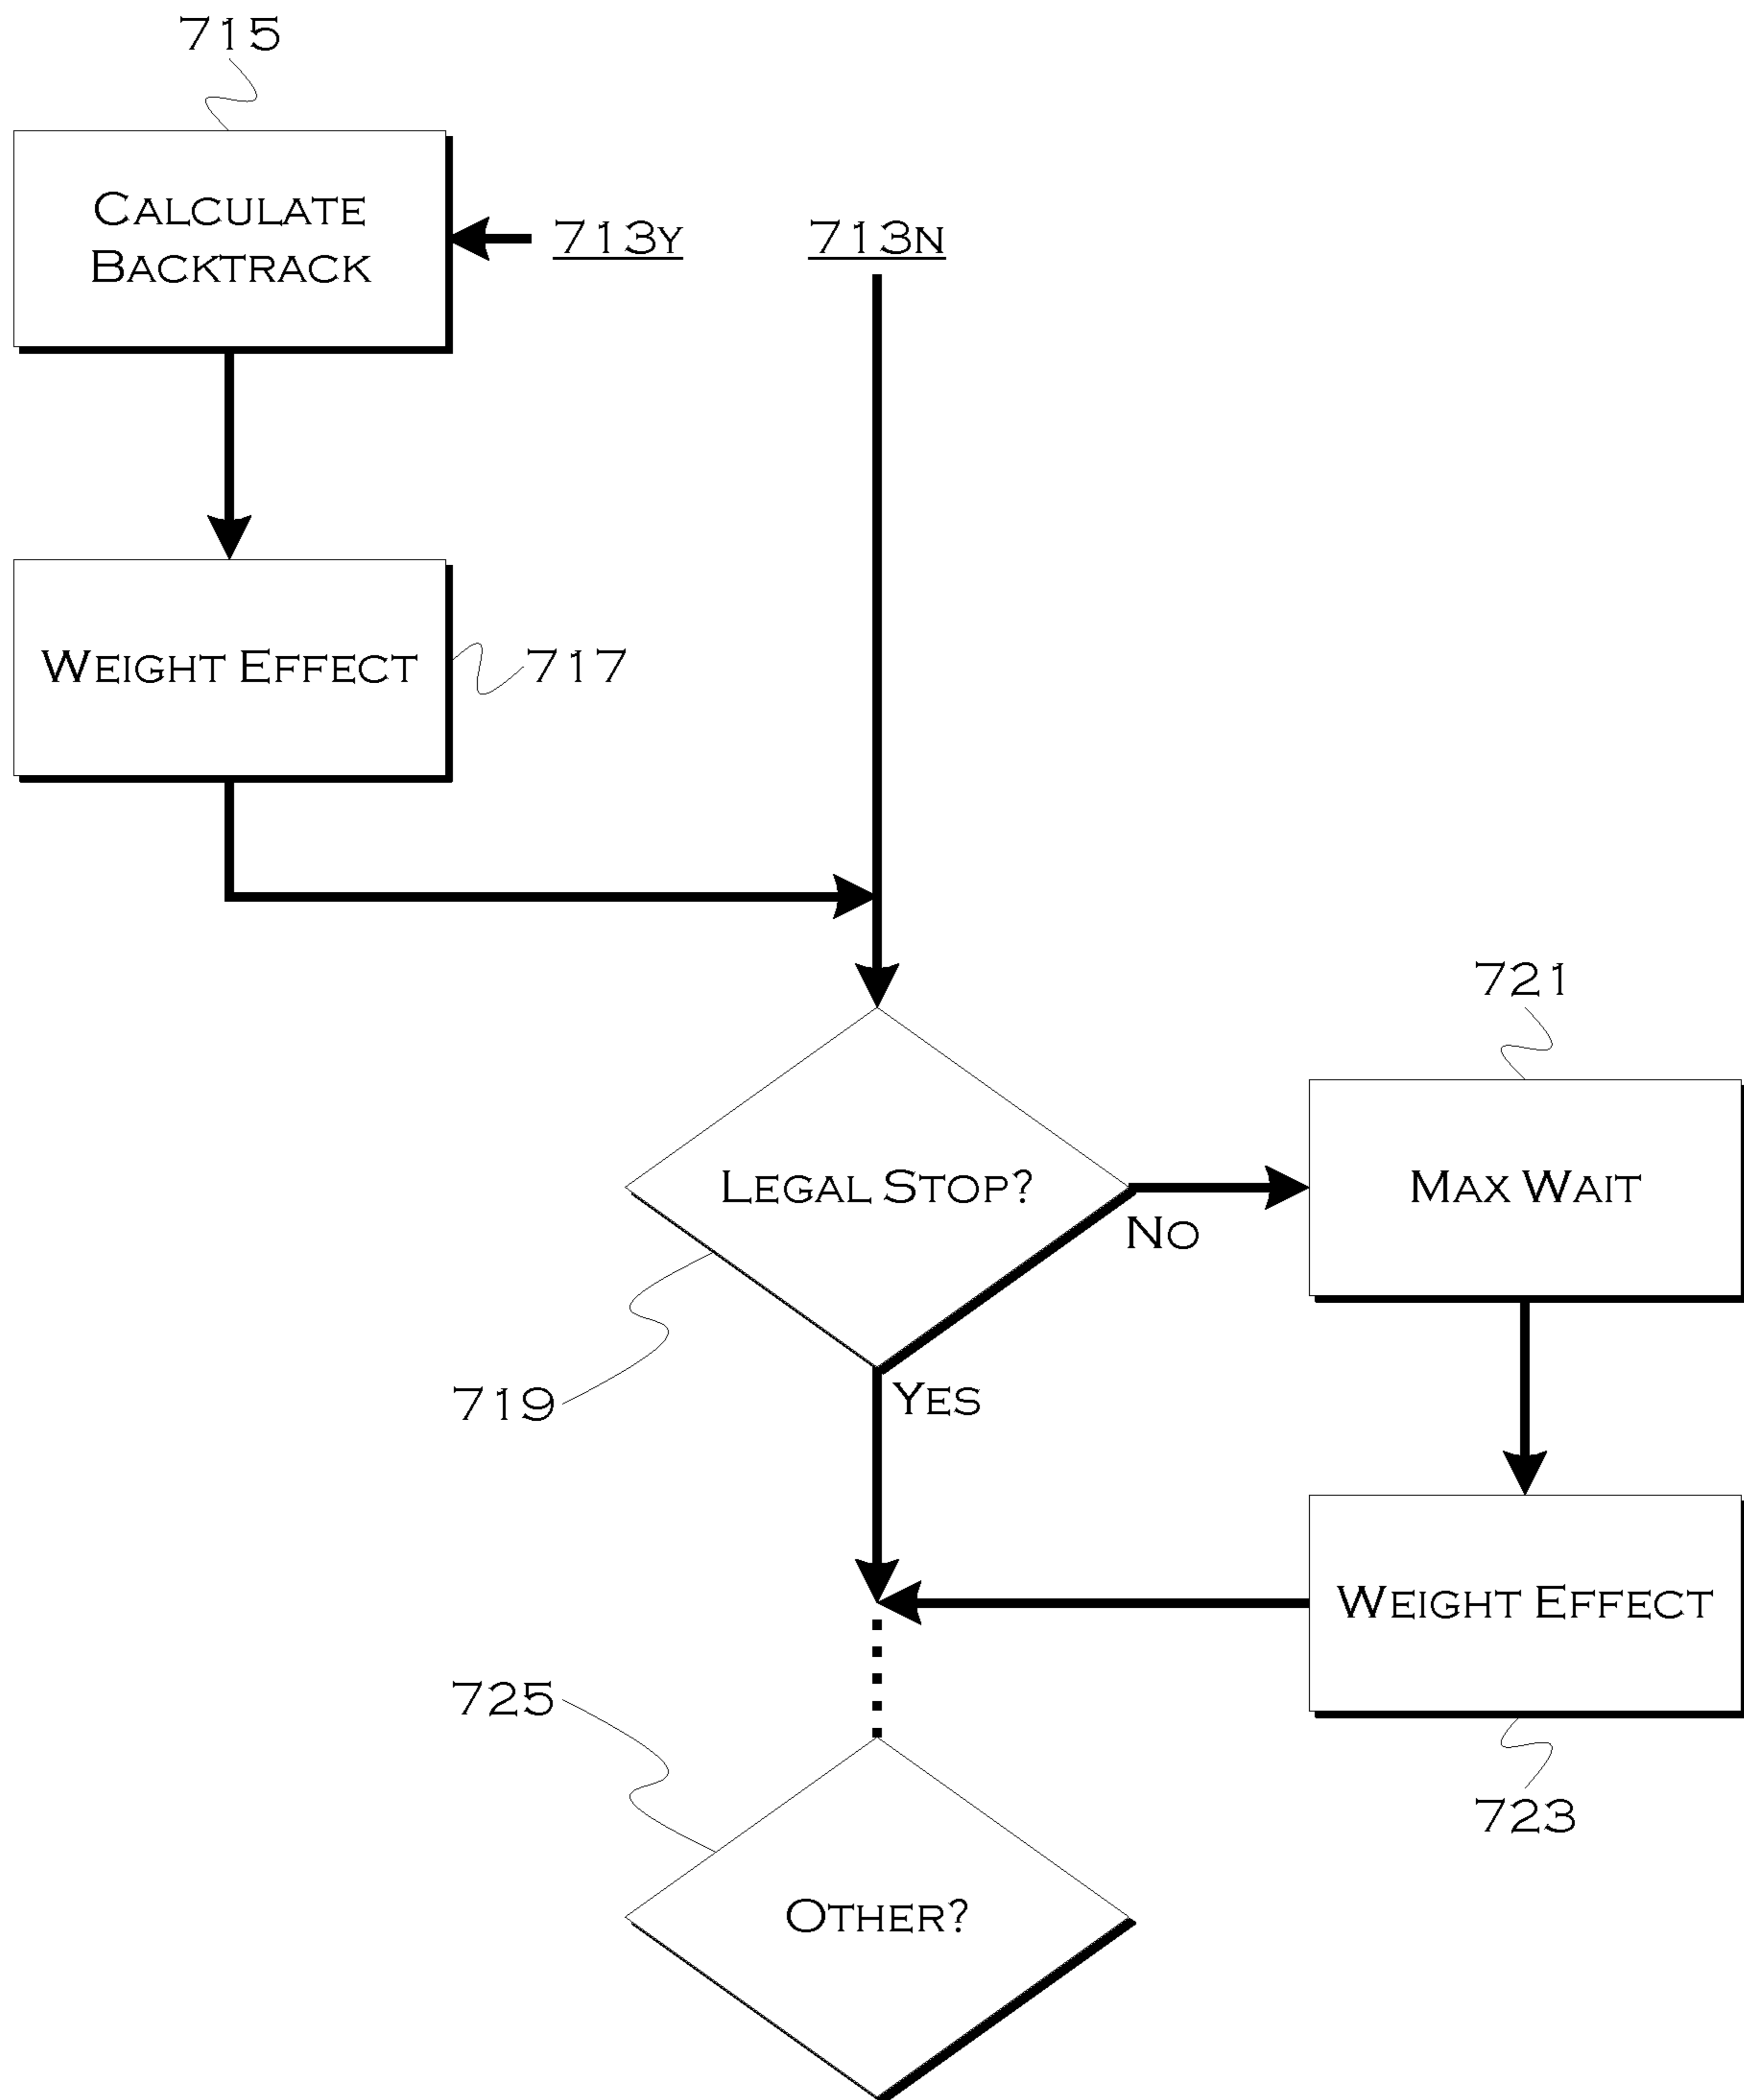 715
Calculate
Backtrack
713Y
713N
Weight Effect
717
721
Legal Stop?
Max Wait
No
719
Yes
Weight Effect
725
723
Other?